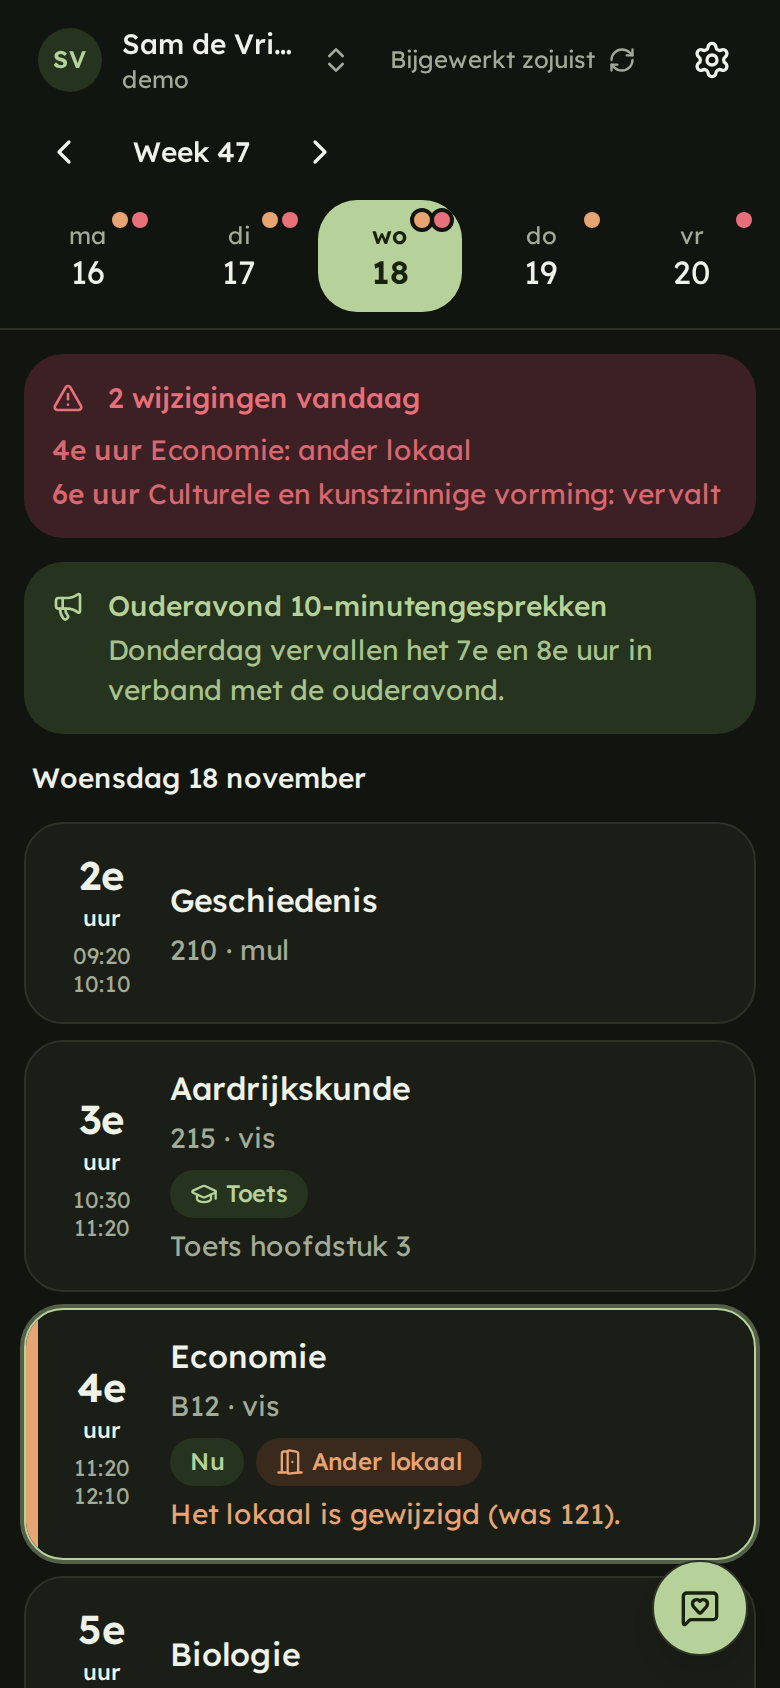 SV
Sam de Vri...
demo
Bijgewerkt zojuist
Week 47
ma
16
di
17
wo
18
do
19
vr
20
2 wijzigingen vandaag
4e uur Economie: ander lokaal
6e uur Culturele en kunstzinnige vorming: vervalt
Ouderavond 10-minutengesprekken
Donderdag vervallen het 7e en 8e uur in
verband met de ouderavond.
Woensdag 18 november
2e
uur
09:20
10:10
Geschiedenis
210 · mul
3e
uur
10:30
11:20
Aardrijkskunde
215 · vis
Toets
Toets hoofdstuk 3
4e
uur
11:20
12:10
Economie
B12 · vis
Nu
Ander lokaal
Het lokaal is gewijzigd (was 121).
5e
uur
Biologie